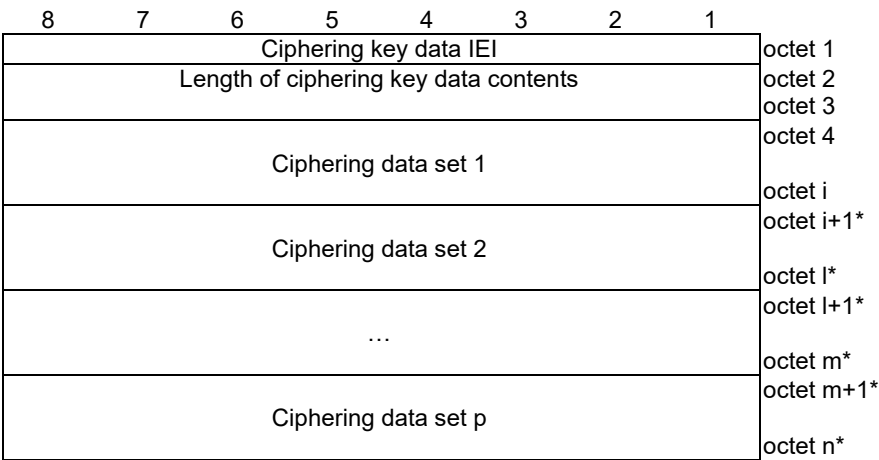 8 7 6 5 4 3 2 1
Ciphering key data IEI octet 1
Length of ciphering key data contents octet 2
octet 3
octet 4
Ciphering data set 1
octet i
octet i+1*
Ciphering data set 2
octet l*
octet l+1*
…
octet m*
octet m+1*
Ciphering data set p
octet n*